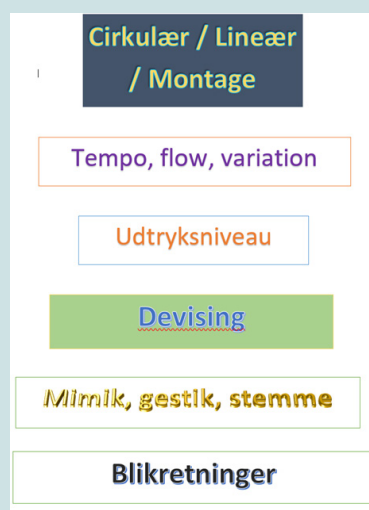 Cirkulær / Lineær
/ Montage
Tempo, flow, variation
Udtryksniveau
Devising
Mimik, gestik, stemme
Blikretninger